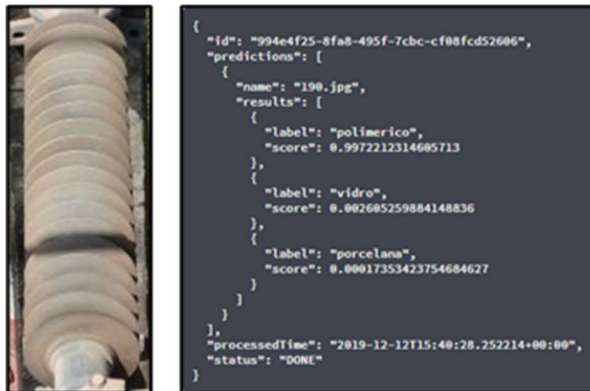 {
"id": "994e4f25-8fa8-495f-7cbc-cf08fcd52606",
"predictions": [
{
"name": "190.jpg",
"results": [
{
"label": "polimerico",
"score": 0.9972212314605713
},
{
"label": "vidro",
"score": 0.002605259884148836
},
{
"label": "porcelana",
"score": 0.00017353423754684627
}
]
}
],
"processedTime": "2019-12-12T15:40:28.252214+00:00",
"status": "DONE"
}